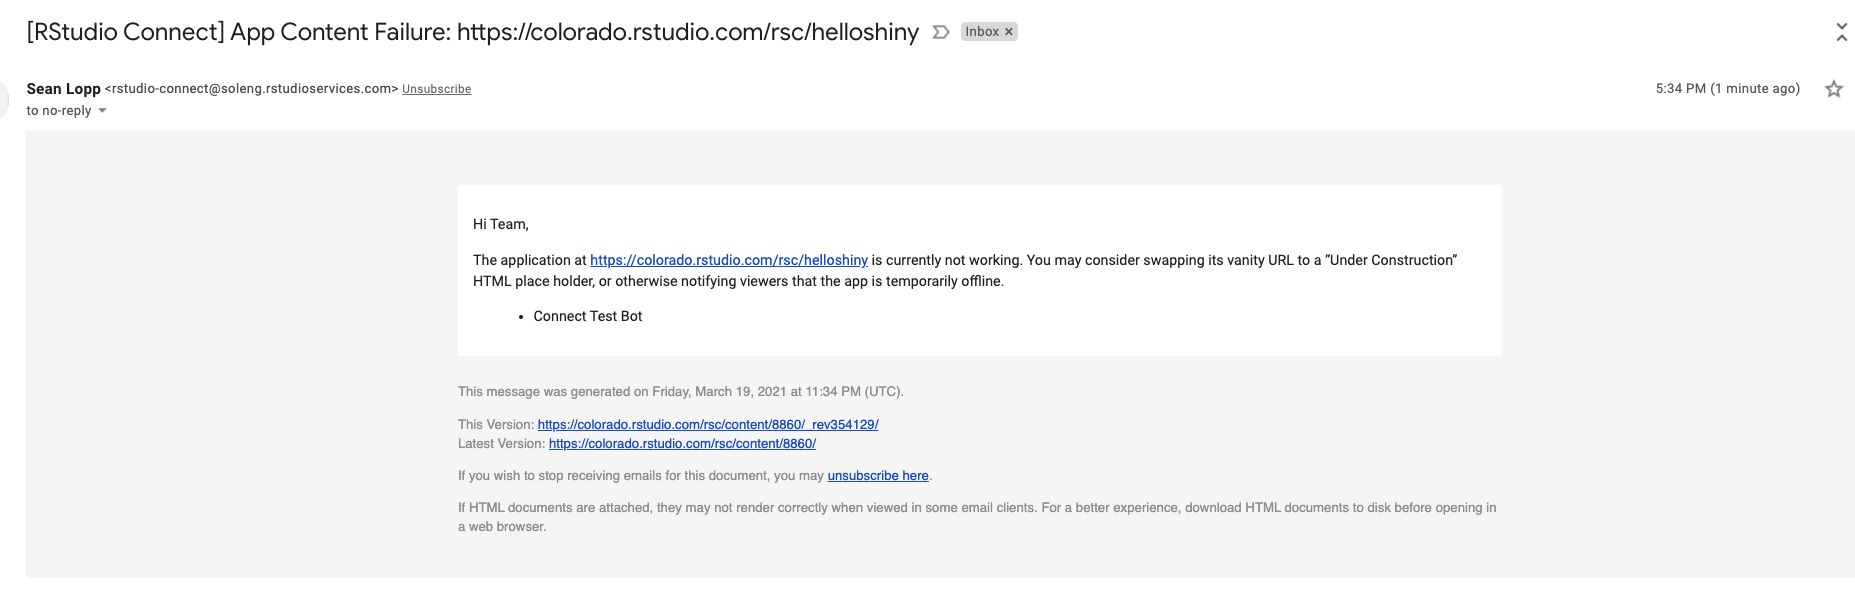 [RStudio Connect] App Content Failure: https://colorado.rstudio.com/rsc/helloshiny Inbox ×
Sean Lopp <rstudio-connect@soleng.rstudioservices.com> Unsubscribe 5:34 PM (1 minute ago)
to no-reply
Hi Team,
The application at https://colorado.rstudio.com/rsc/helloshiny is currently not working. You may consider swapping its vanity URL to a “Under Construction”
HTML place holder, or otherwise notifying viewers that the app is temporarily offline.
• Connect Test Bot
This message was generated on Friday, March 19, 2021 at 11:34 PM (UTC).
This Version: https://colorado.rstudio.com/rsc/content/8860/_rev354129/
Latest Version: https://colorado.rstudio.com/rsc/content/8860/
If you wish to stop receiving emails for this document, you may unsubscribe here.
If HTML documents are attached, they may not render correctly when viewed in some email clients. For a better experience, download HTML documents to disk before opening in
a web browser.